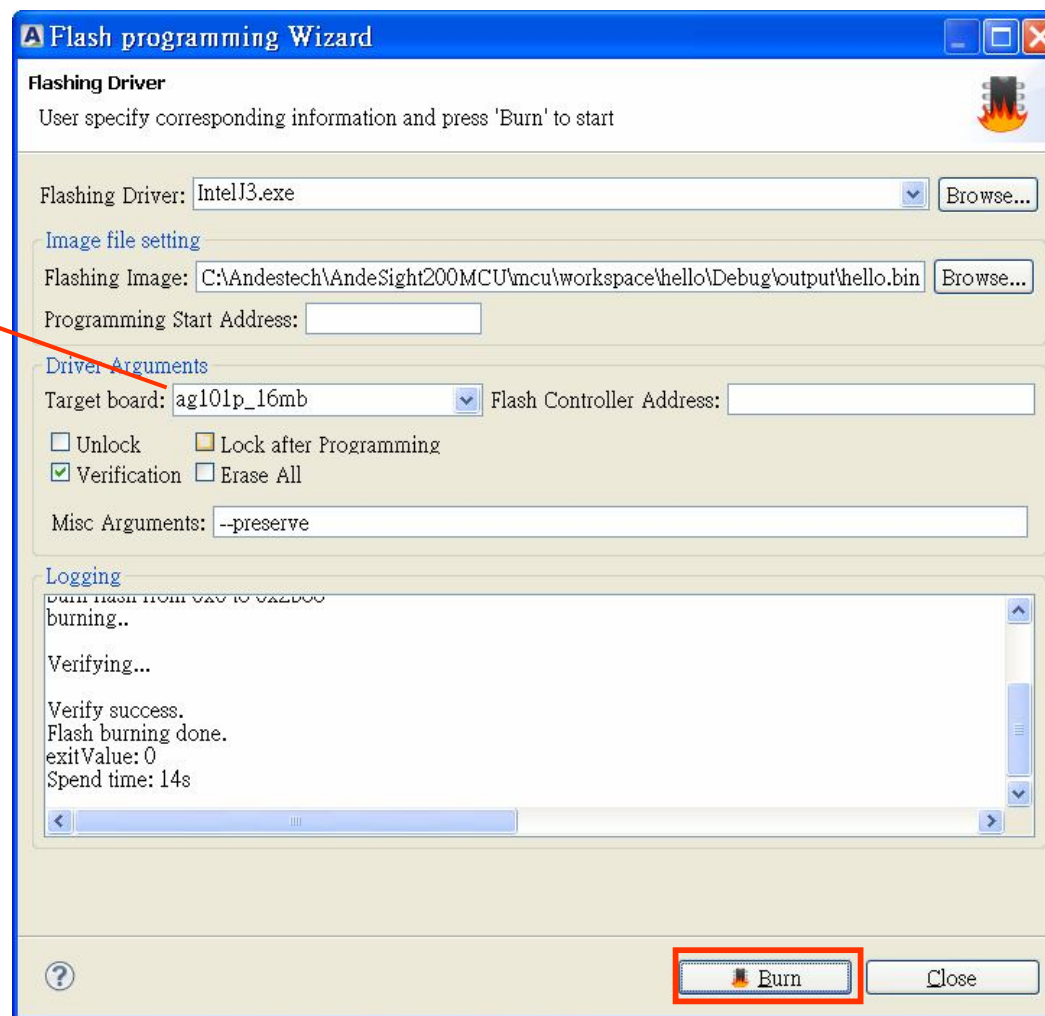 Flash programming Wizard
Flashing Driver
User specify corresponding information and press 'Burn' to start
Flashing Driver: IntelJ3.exe Browse...
Image file setting
Flashing Image: C:\Andestech\AndeSight200MCU\mcu\workspace\hello\Debug\output\hello.bin Browse...
Programming Start Address:
Driver Arguments
Target board: ag101p_16mb Flash Controller Address:
Unlock Lock after Programming
Verification Erase All
Misc Arguments: --preserve
Logging
burning..
Verifying...
Verify success.
Flash burning done.
exitValue: 0
Spend time: 14s
Burn Close